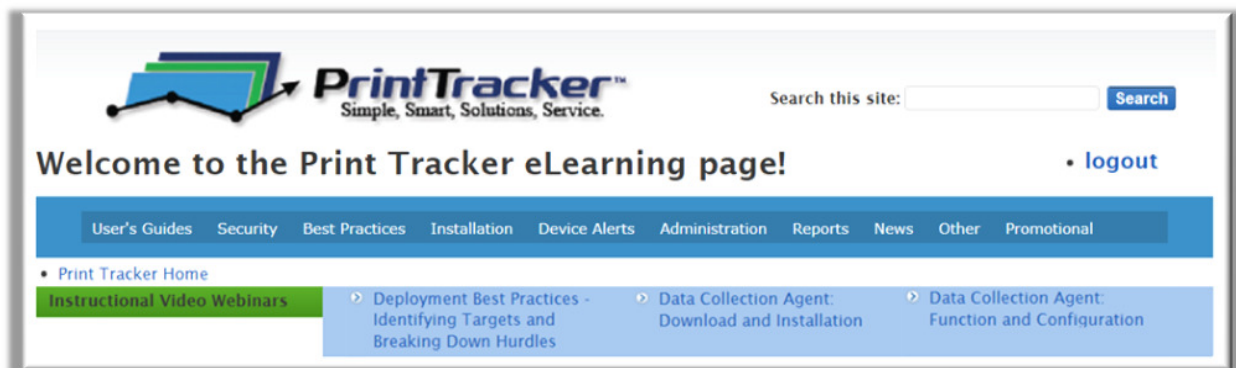 PrintTracker™
Simple, Smart, Solutions, Service.
Search this site:
Search
Welcome to the Print Tracker eLearning page!
• logout
User's Guides Security Best Practices Installation Device Alerts Administration Reports News Other Promotional
• Print Tracker Home
Instructional Video Webinars
Deployment Best Practices -
Identifying Targets and
Breaking Down Hurdles
Data Collection Agent:
Download and Installation
Data Collection Agent:
Function and Configuration